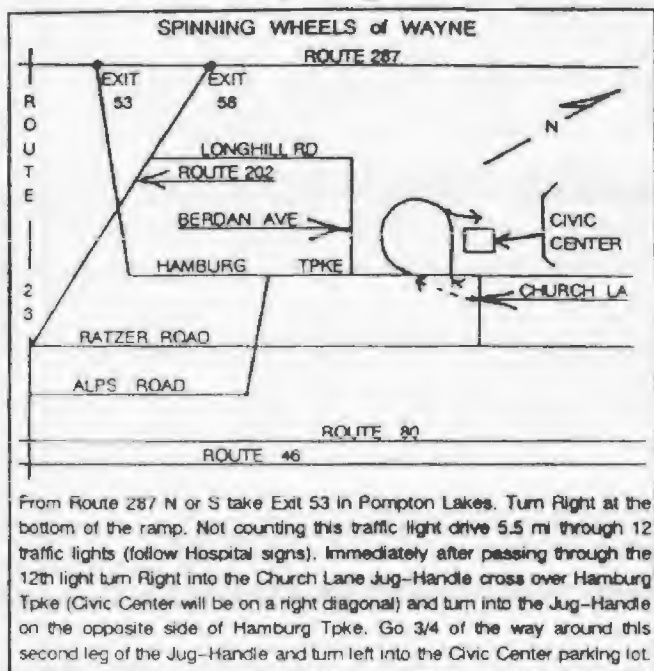 SPINNING WHEELS of WAYNE
ROUTE 287
EXIT 53
EXIT 58
ROUTE 23
N
LONGHILL RD
ROUTE 202
BERDAN AVE
CIVIC CENTER
HAMBURG TPKE
CHURCH LA
RATZER ROAD
ALPS ROAD
ROUTE 80
ROUTE 46
From Route 287 N or S take Exit 53 in Pompton Lakes. Turn Right at the
bottom of the ramp. Not counting this traffic light drive 5.5 mi through 12
traffic lights (follow Hospital signs). Immediately after passing through the
12th light turn Right into the Church Lane Jug-Handle cross over Hamburg
Tpke (Civic Center will be on a right diagonal) and turn into the Jug-Handle
on the opposite side of Hamburg Tpke. Go 3/4 of the way around this
second leg of the Jug-Handle and turn left into the Civic Center parking lot.